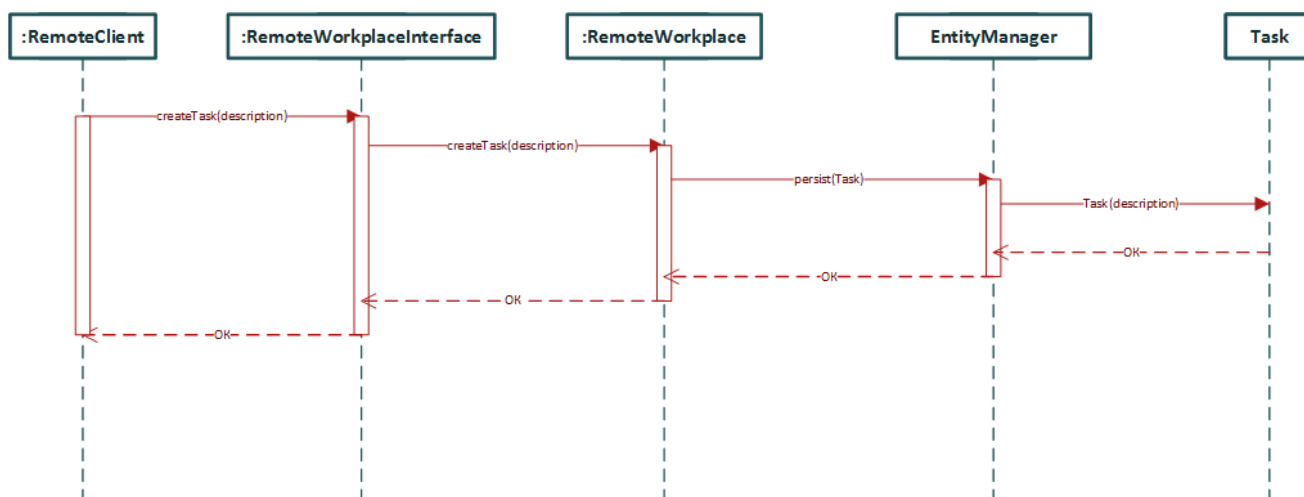 :RemoteClient
:RemoteWorkplaceInterface
:RemoteWorkplace
EntityManager
Task
createTask(description)
createTask(description)
persist(Task)
Task(description)
OK
OK
OK
OK